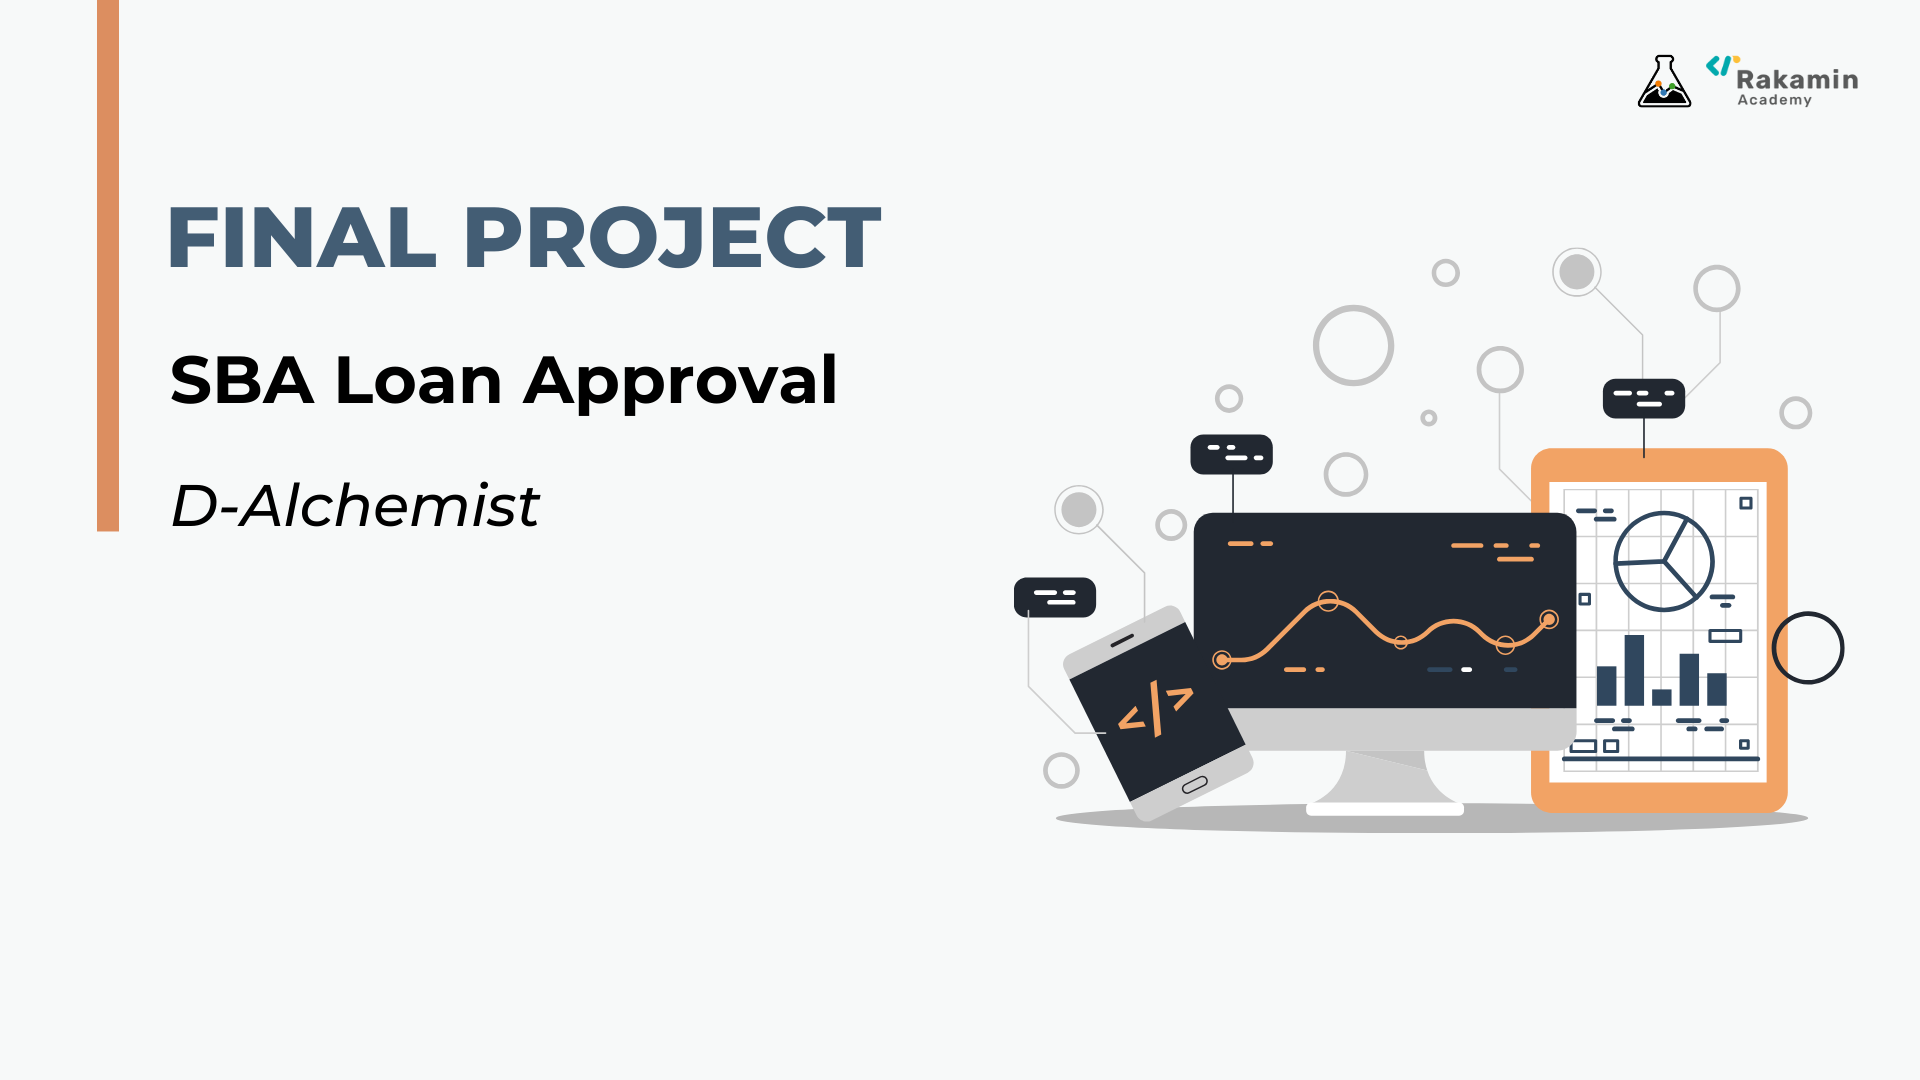 Rakamin
Academy
FINAL PROJECT
SBA Loan Approval
D-Alchemist
</>